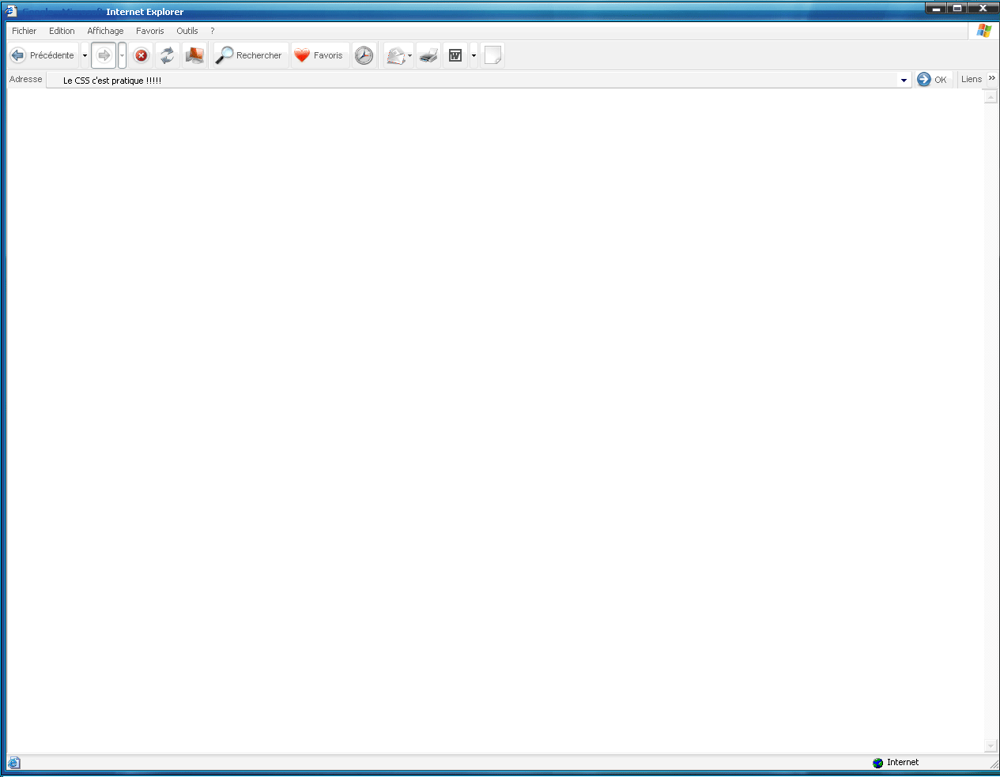 Internet Explorer
Fichier Edition Affichage Favoris Outils ?
Précédente Rechercher Favoris W
Adresse Le CSS c'est pratique !!!!! OK Liens »
Internet